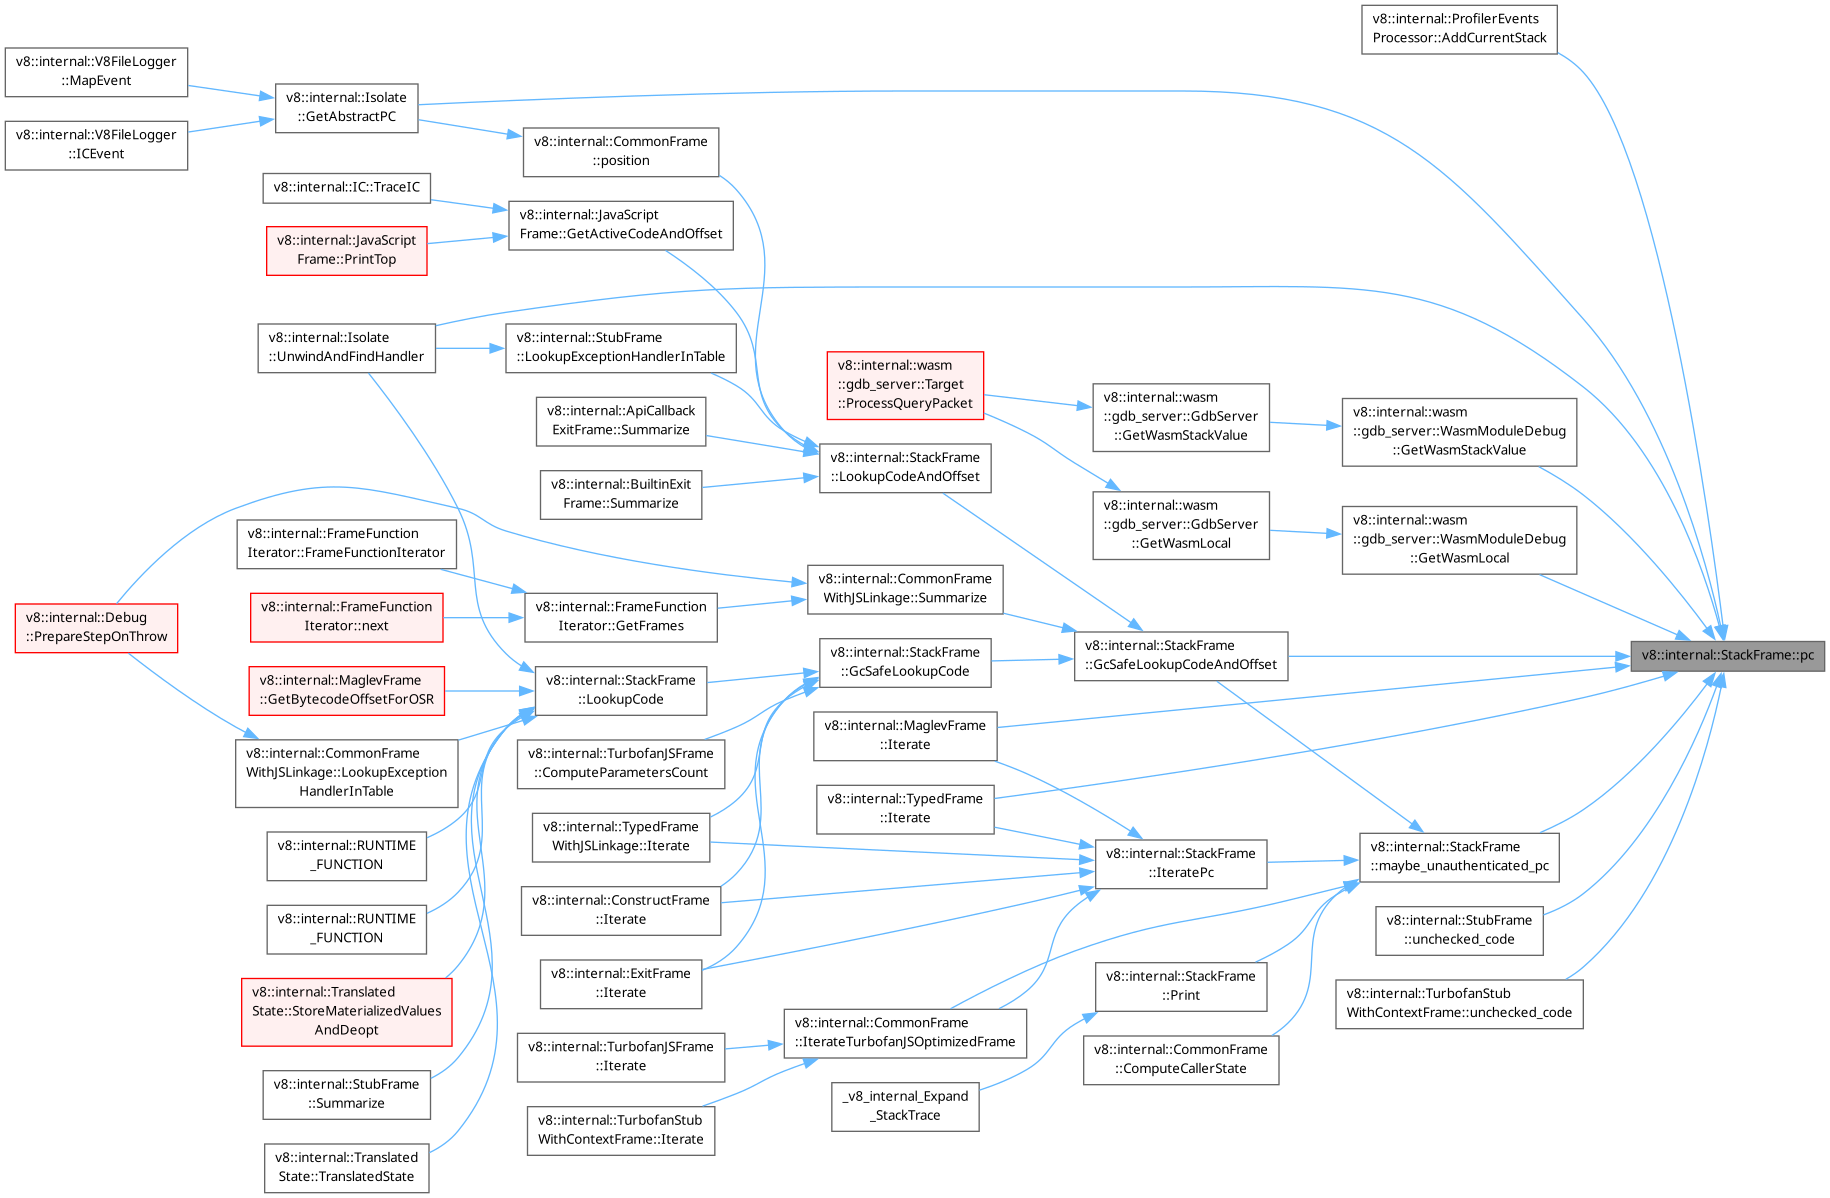 v8::internal::ProfilerEvents
Processor::AddCurrentStack
v8::internal::V8FileLogger
::MapEvent
v8::internal::Isolate
::GetAbstractPC
v8::internal::V8FileLogger
::ICEvent
v8::internal::CommonFrame
::position
v8::internal::IC::TraceIC
v8::internal::JavaScript
Frame::GetActiveCodeAndOffset
v8::internal::JavaScript
Frame::PrintTop
v8::internal::Isolate
::UnwindAndFindHandler
v8::internal::StubFrame
::LookupExceptionHandlerInTable
v8::internal::wasm
::gdb_server::Target
::ProcessQueryPacket
v8::internal::wasm
::gdb_server::GdbServer
::GetWasmStackValue
v8::internal::wasm
::gdb_server::WasmModuleDebug
::GetWasmStackValue
v8::internal::ApiCallback
ExitFrame::Summarize
v8::internal::StackFrame
::LookupCodeAndOffset
v8::internal::BuiltinExit
Frame::Summarize
v8::internal::wasm
::gdb_server::GdbServer
::GetWasmLocal
v8::internal::wasm
::gdb_server::WasmModuleDebug
::GetWasmLocal
v8::internal::FrameFunction
Iterator::FrameFunctionIterator
v8::internal::CommonFrame
WithJSLinkage::Summarize
v8::internal::Debug
::PrepareStepOnThrow
v8::internal::FrameFunction
Iterator::next
v8::internal::FrameFunction
Iterator::GetFrames
v8::internal::StackFrame
::GcSafeLookupCode
v8::internal::StackFrame
::GcSafeLookupCodeAndOffset
v8::internal::StackFrame::pc
v8::internal::MaglevFrame
::GetBytecodeOffsetForOSR
v8::internal::StackFrame
::LookupCode
v8::internal::MaglevFrame
::Iterate
v8::internal::CommonFrame
WithJSLinkage::LookupException
HandlerInTable
v8::internal::TurbofanJSFrame
::ComputeParametersCount
v8::internal::TypedFrame
::Iterate
v8::internal::RUNTIME
_FUNCTION
v8::internal::TypedFrame
WithJSLinkage::Iterate
v8::internal::StackFrame
::IteratePc
v8::internal::StackFrame
::maybe_unauthenticated_pc
v8::internal::RUNTIME
_FUNCTION
v8::internal::ConstructFrame
::Iterate
v8::internal::StubFrame
::unchecked_code
v8::internal::Translated
State::StoreMaterializedValues
AndDeopt
v8::internal::ExitFrame
::Iterate
v8::internal::StackFrame
::Print
v8::internal::TurbofanStub
WithContextFrame::unchecked_code
v8::internal::CommonFrame
::IterateTurbofanJSOptimizedFrame
v8::internal::TurbofanJSFrame
::Iterate
v8::internal::CommonFrame
::ComputeCallerState
v8::internal::StubFrame
::Summarize
_v8_internal_Expand
_StackTrace
v8::internal::TurbofanStub
WithContextFrame::Iterate
v8::internal::Translated
State::TranslatedState